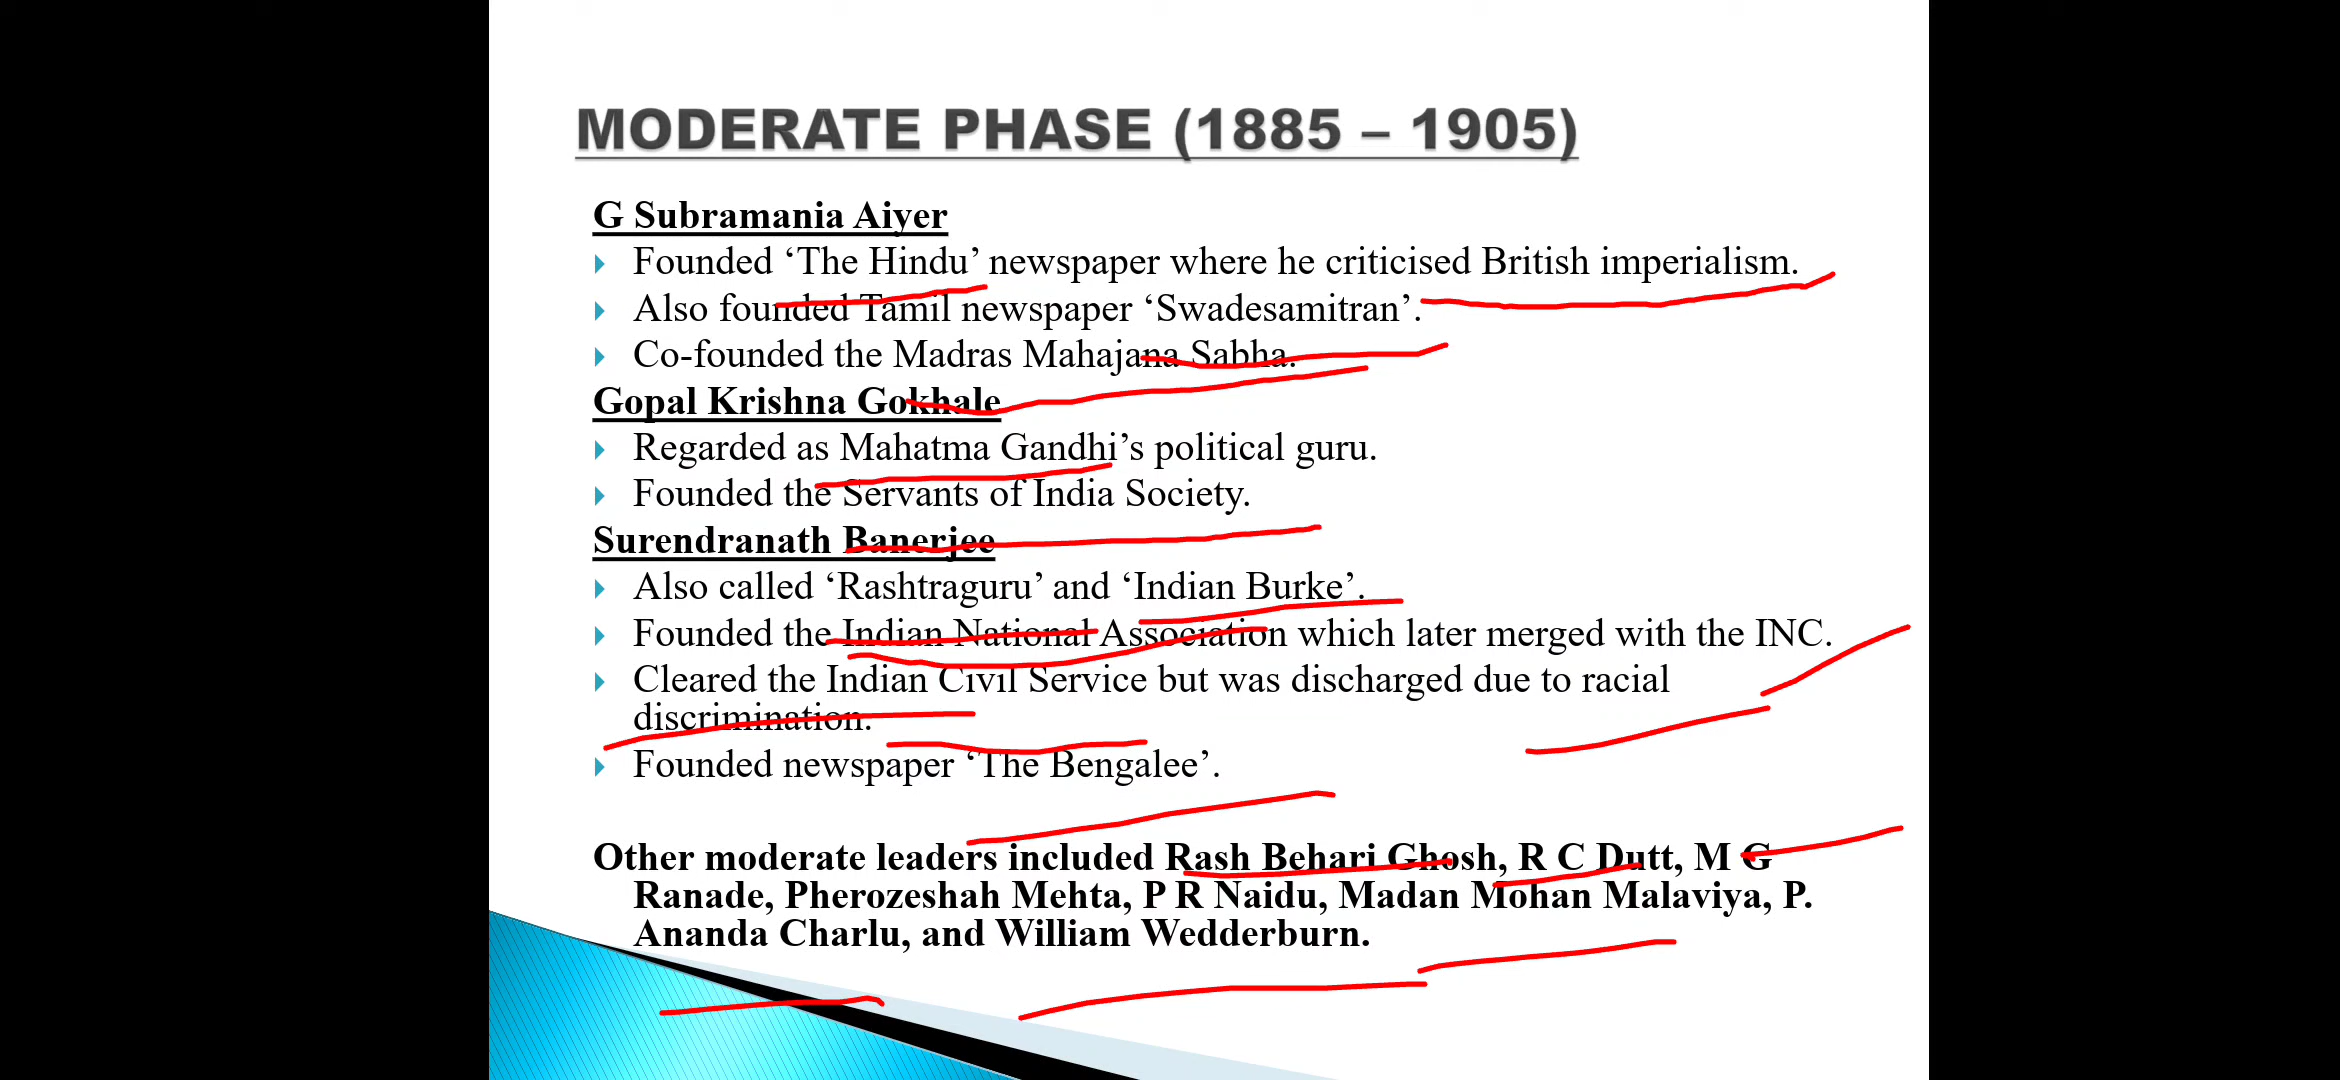 MODERATE PHASE (1885 – 1905)
G Subramania Aiyer
Founded ‘The Hindu’ newspaper where he criticised British imperialism.
Also founded Tamil newspaper ‘Swadesamitran’.
Co-founded the Madras Mahajana Sabha.
Gopal Krishna Gokhale
Regarded as Mahatma Gandhi’s political guru.
Founded the Servants of India Society.
Surendranath Banerjee
Also called ‘Rashtraguru’ and ‘Indian Burke’.
Founded the Indian National Association which later merged with the INC.
Cleared the Indian Civil Service but was discharged due to racial
discrimination.
Founded newspaper ‘The Bengalee’.
Other moderate leaders included Rash Behari Ghosh, R C Dutt, M G
Ranade, Pherozeshah Mehta, P R Naidu, Madan Mohan Malaviya, P.
Ananda Charlu, and William Wedderburn.